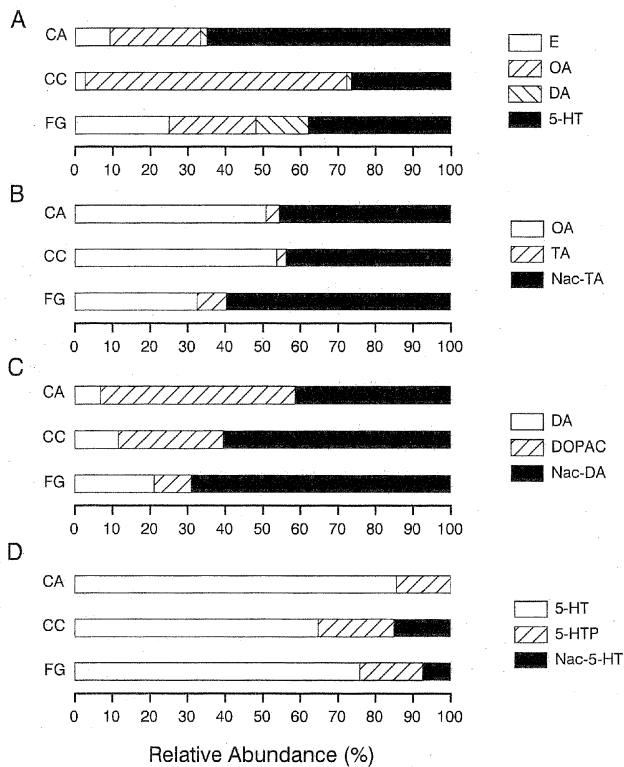 A
CA
CC
FG
0 10 20 30 40 50 60 70 80 90 100
E
OA
DA
5-HT
B
CA
CC
FG
0 10 20 30 40 50 60 70 80 90 100
OA
TA
Nac-TA
C
CA
CC
FG
0 10 20 30 40 50 60 70 80 90 100
DA
DOPAC
Nac-DA
D
CA
CC
FG
0 10 20 30 40 50 60 70 80 90 100
5-HT
5-HTP
Nac-5-HT
Relative Abundance (%)